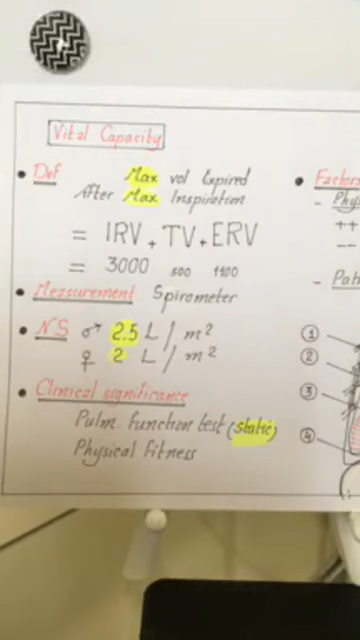 Vital Capacity
• Def Max vol Expired
After Max Inspiration
= IRV + TV + ERV
= 3000 500 1100
• Measurement Spirometer
• NS ♂ 2.5 L / m²
♀ 2 L / m²
• Clinical significance
Pulm. function test (static)
Physical fitness
• Factors
- Phys
++
--
- Path
①
②
③
④